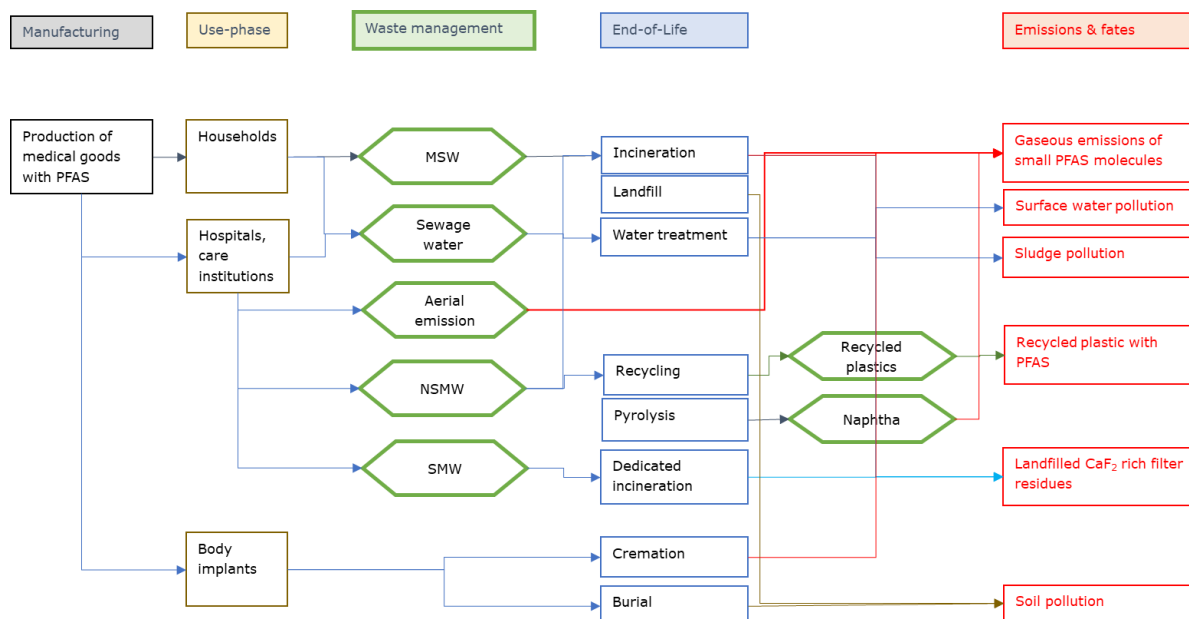 Manufacturing
Use-phase
Waste management
End-of-Life
Emissions & fates
Production of
medical goods
with PFAS
Households
MSW
Incineration
Gaseous emissions of
small PFAS molecules
Landfill
Surface water pollution
Hospitals,
care
institutions
Sewage
water
Water treatment
Sludge pollution
Aerial
emission
Recycled
plastics
Recycled plastic with
PFAS
NSMW
Recycling
Pyrolysis
Naphtha
SMW
Dedicated
incineration
Landfilled CaF₂ rich filter
residues
Body
implants
Cremation
Burial
Soil pollution